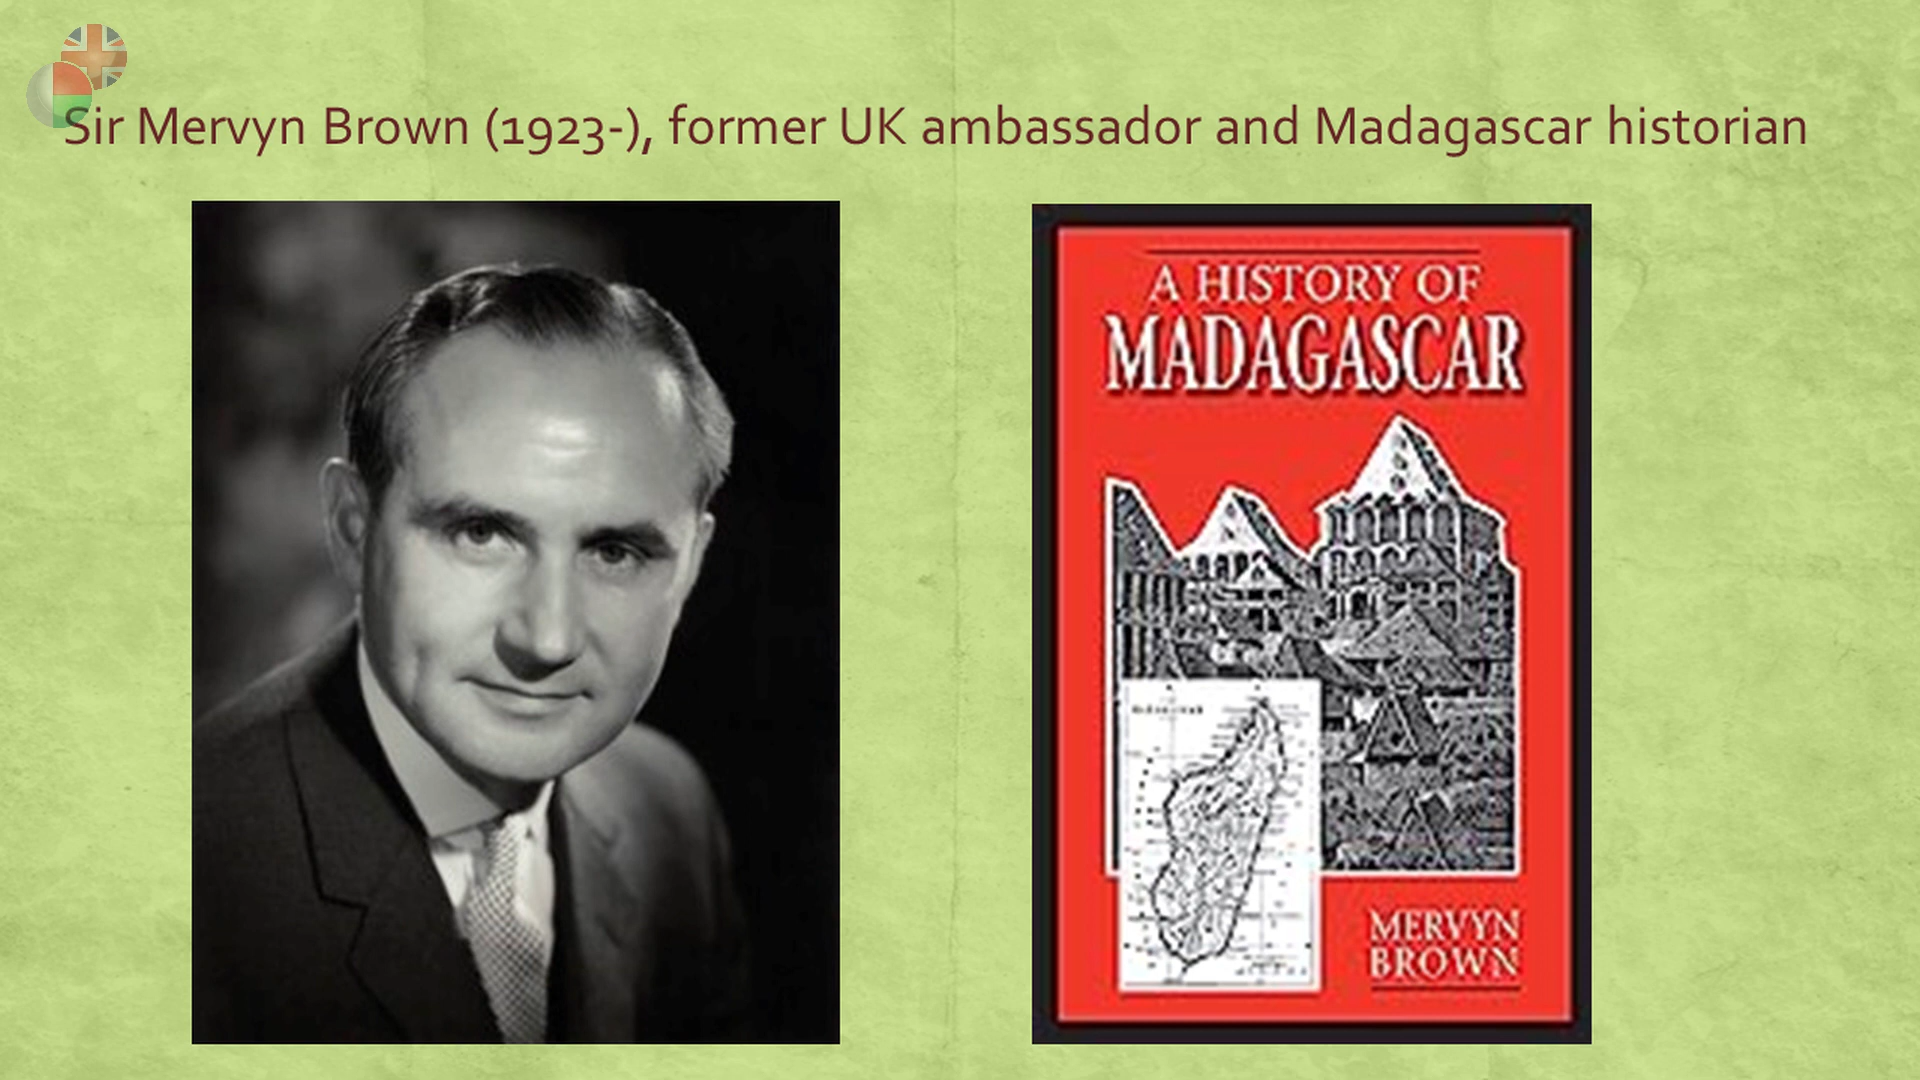 Sir Mervyn Brown (1923-), former UK ambassador and Madagascar historian
A HISTORY OF
MADAGASCAR
MERVYN
BROWN